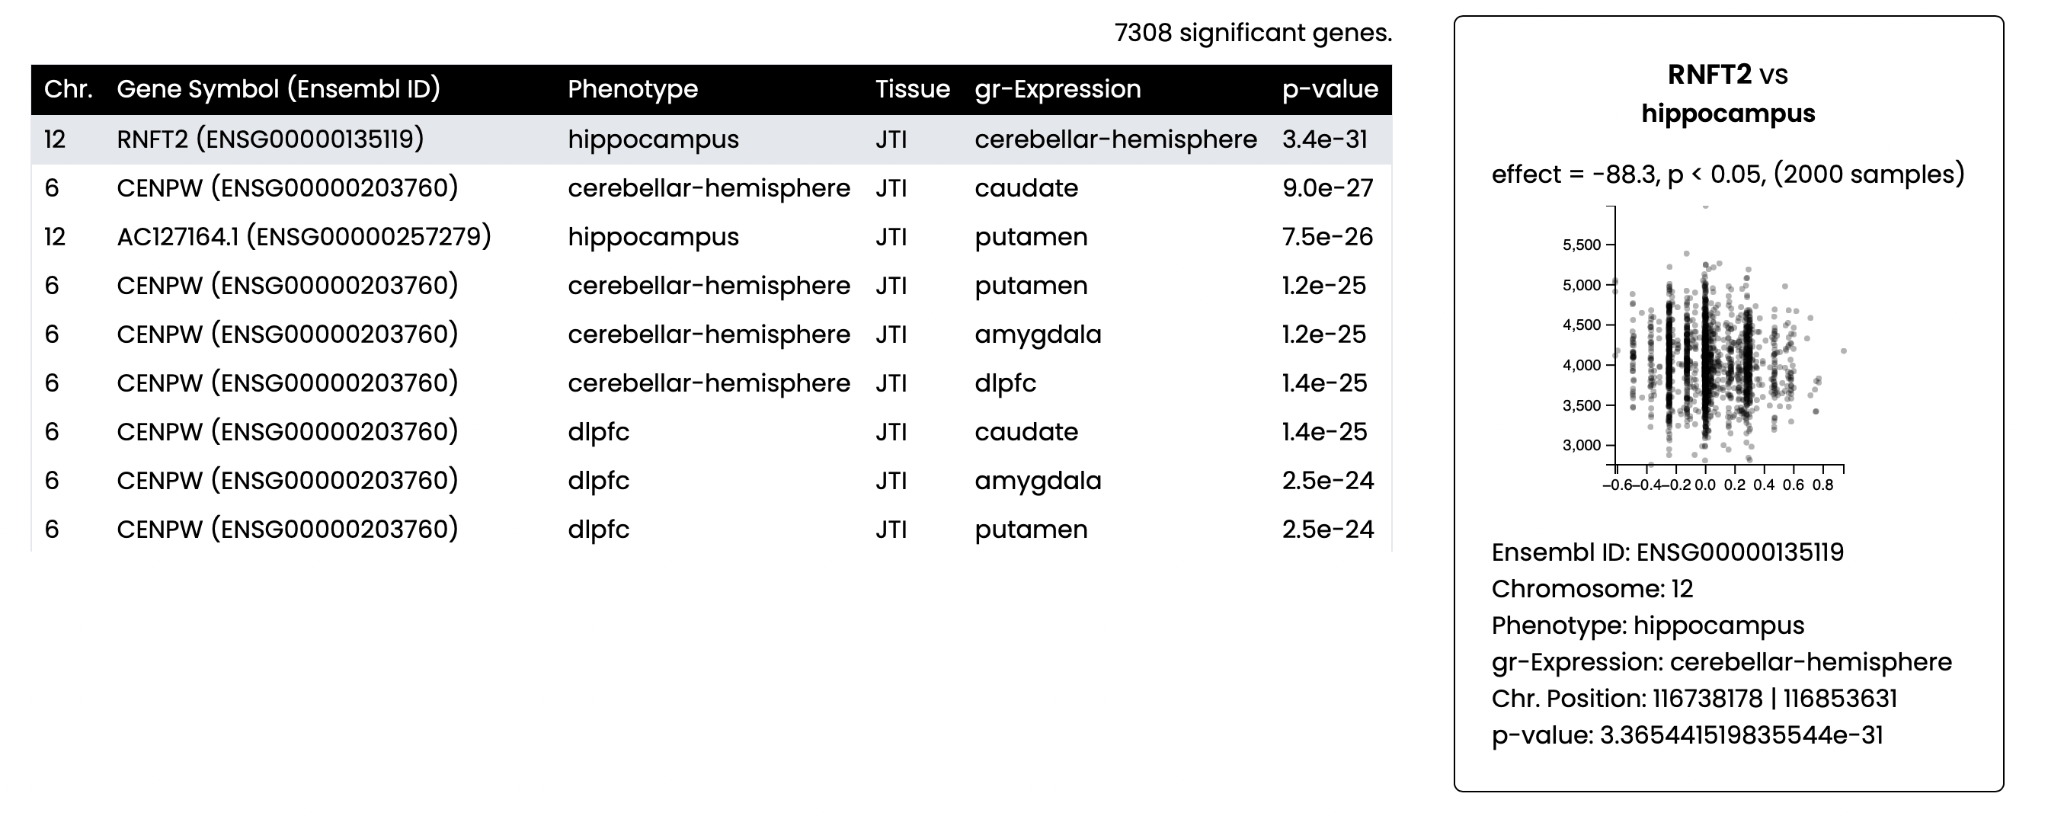 7308 significant genes.
Chr. Gene Symbol (Ensembl ID) Phenotype Tissue gr-Expression p-value
12 RNFT2 (ENSG00000135119) hippocampus JTI cerebellar-hemisphere 3.4e-31
6 CENPW (ENSG00000203760) cerebellar-hemisphere JTI caudate 9.0e-27
12 AC127164.1 (ENSG00000257279) hippocampus JTI putamen 7.5e-26
6 CENPW (ENSG00000203760) cerebellar-hemisphere JTI putamen 1.2e-25
6 CENPW (ENSG00000203760) cerebellar-hemisphere JTI amygdala 1.2e-25
6 CENPW (ENSG00000203760) cerebellar-hemisphere JTI dlpfc 1.4e-25
6 CENPW (ENSG00000203760) dlpfc JTI caudate 1.4e-25
6 CENPW (ENSG00000203760) dlpfc JTI amygdala 2.5e-24
6 CENPW (ENSG00000203760) dlpfc JTI putamen 2.5e-24
RNFT2 vs
hippocampus
effect = -88.3, p < 0.05, (2000 samples)
5,500
5,000
4,500
4,000
3,500
3,000
−0.6 −0.4 −0.2 0.0 0.2 0.4 0.6 0.8
Ensembl ID: ENSG00000135119
Chromosome: 12
Phenotype: hippocampus
gr-Expression: cerebellar-hemisphere
Chr. Position: 116738178 | 116853631
p-value: 3.365441519835544e-31